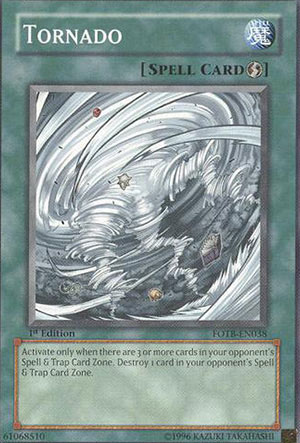 TORNADO
魔
[SPELL CARD]
1st Edition
FOTB-EN038
Activate only when there are 3 or more cards in your opponent's
Spell & Trap Card Zone. Destroy 1 card in your opponent's Spell
& Trap Card Zone.
61068510
©1996 KAZUKI TAKAHASHI